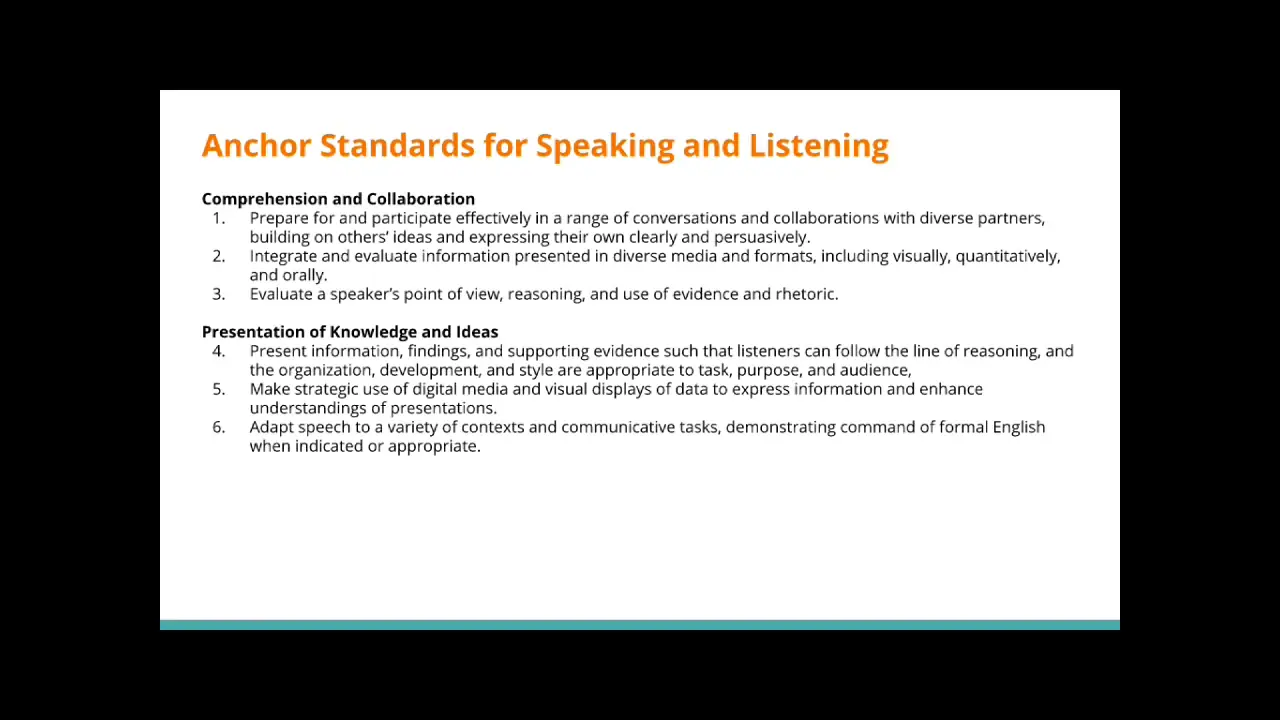 Anchor Standards for Speaking and Listening
Comprehension and Collaboration
1. Prepare for and participate effectively in a range of conversations and collaborations with diverse partners,
building on others’ ideas and expressing their own clearly and persuasively.
2. Integrate and evaluate information presented in diverse media and formats, including visually, quantitatively,
and orally.
3. Evaluate a speaker’s point of view, reasoning, and use of evidence and rhetoric.
Presentation of Knowledge and Ideas
4. Present information, findings, and supporting evidence such that listeners can follow the line of reasoning, and
the organization, development, and style are appropriate to task, purpose, and audience,
5. Make strategic use of digital media and visual displays of data to express information and enhance
understandings of presentations.
6. Adapt speech to a variety of contexts and communicative tasks, demonstrating command of formal English
when indicated or appropriate.